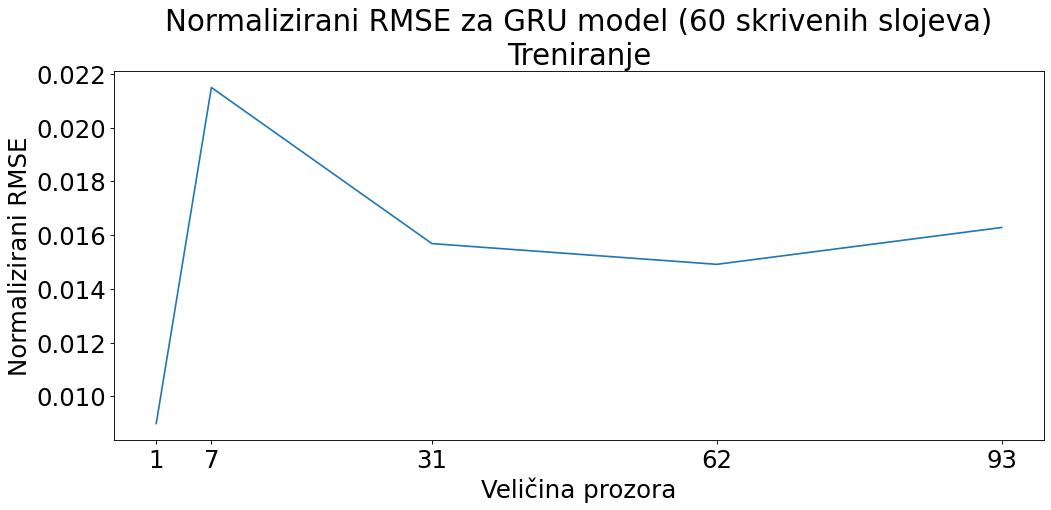 Normalizirani RMSE za GRU model (60 skrivenih slojeva)
Treniranje
Normalizirani RMSE
0.022
0.020
0.018
0.016
0.014
0.012
0.010
1 7 31 62 93
Veličina prozora